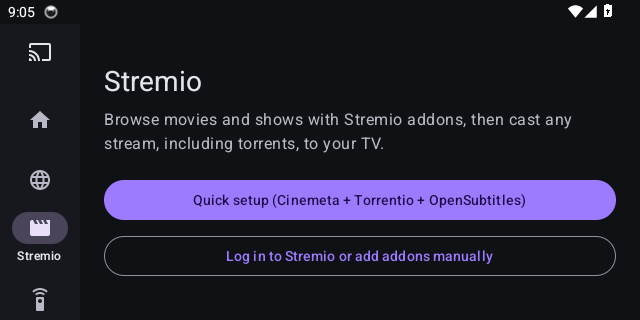 9:05
Stremio
Browse movies and shows with Stremio addons, then cast any
stream, including torrents, to your TV.
Quick setup (Cinemeta + Torrentio + OpenSubtitles)
Log in to Stremio or add addons manually
Stremio